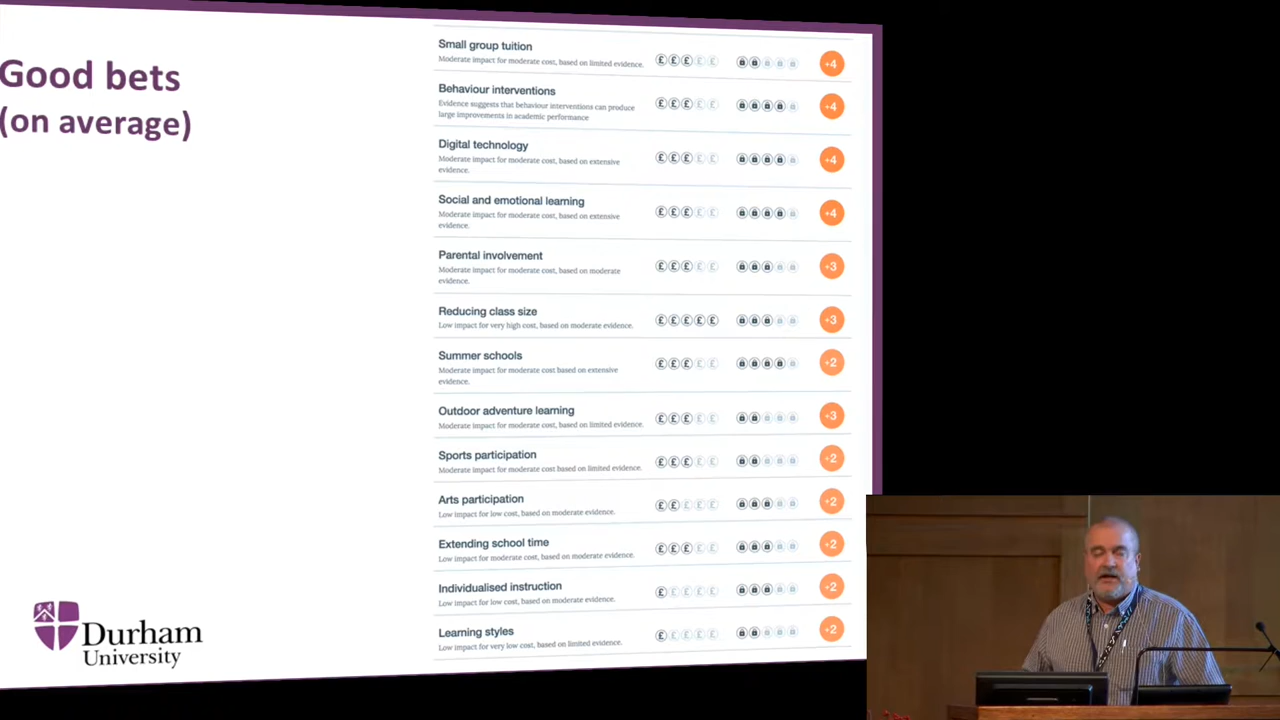 Good bets
(on average)
Small group tuition
Moderate impact for moderate cost, based on limited evidence.
+4
Behaviour interventions
Evidence suggests that behaviour interventions can produce
large improvements in academic performance
+4
Digital technology
Moderate impact for moderate cost, based on extensive
evidence.
+4
Social and emotional learning
Moderate impact for moderate cost, based on extensive
evidence.
+4
Parental involvement
Moderate impact for moderate cost, based on moderate
evidence.
+3
Reducing class size
Low impact for very high cost, based on moderate evidence.
+3
Summer schools
Moderate impact for moderate cost based on extensive
evidence.
+2
Outdoor adventure learning
Moderate impact for moderate cost, based on limited evidence.
+3
Sports participation
Moderate impact for moderate cost based on limited evidence.
+2
Arts participation
Low impact for low cost, based on moderate evidence.
+2
Extending school time
Low impact for moderate cost, based on moderate evidence.
+2
Individualised instruction
Low impact for low cost, based on moderate evidence.
+2
Learning styles
Low impact for very low cost, based on limited evidence.
+2
Durham
University